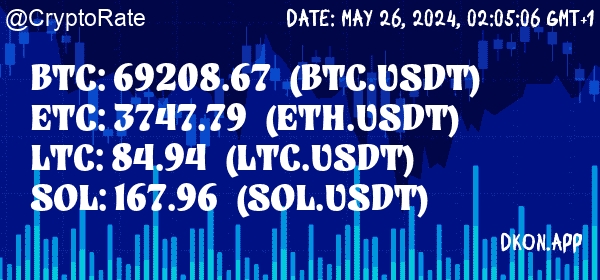 @CryptoRate
DATE: MAY 26, 2024, 02:05:06 GMT+1
BTC: 69208.67 (BTC.USDT)
ETC: 3747.79 (ETH.USDT)
LTC: 84.94 (LTC.USDT)
SOL: 167.96 (SOL.USDT)
DKON.APP